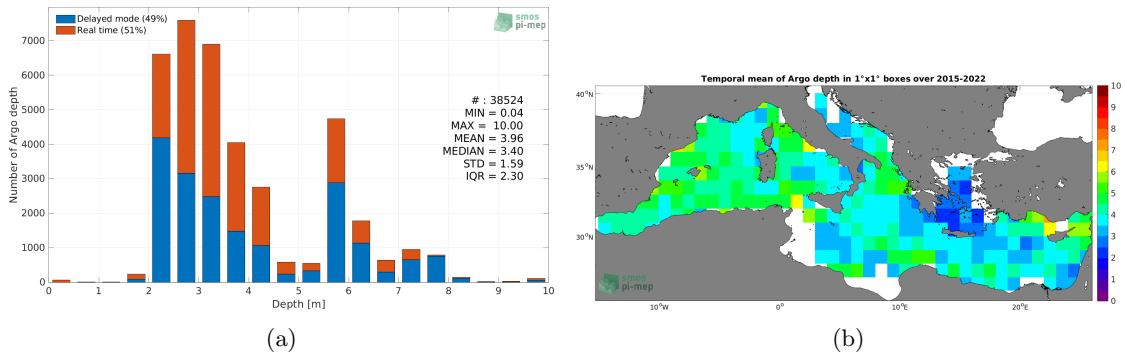 Delayed mode (49%)
Real time (51%)
smos
pi-mep
7000
6000
5000
4000
3000
2000
1000
0
Number of Argo depth
# : 38524
MIN = 0.04
MAX = 10.00
MEAN = 3.96
MEDIAN = 3.40
STD = 1.59
IQR = 2.30
0 1 2 3 4 5 6 7 8 9 10
Depth [m]
(a)
Temporal mean of Argo depth in 1°x1° boxes over 2015-2022
40°N
35°N
30°N
10°W
0°
10°E
20°E
smos
pi-mep
10
9
8
7
6
5
4
3
2
1
0
(b)